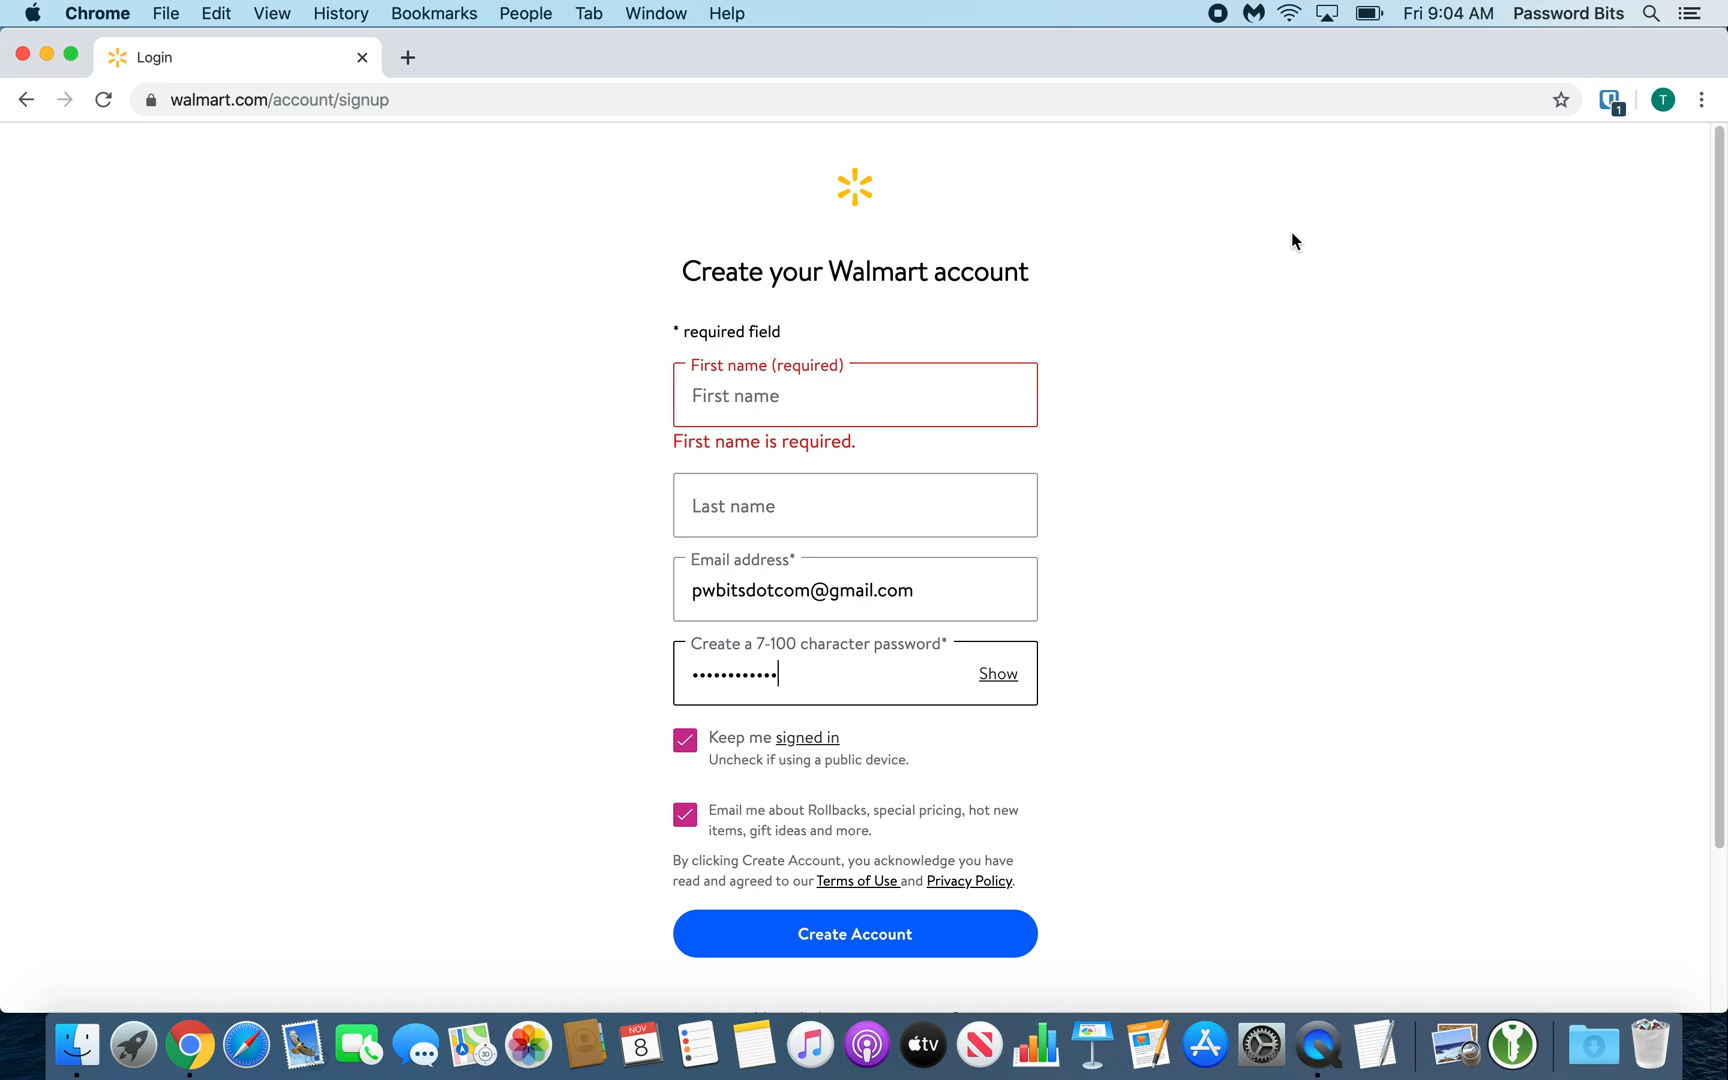 Chrome File Edit View History Bookmarks People Tab Window Help Fri 9:04 AM Password Bits
Login
walmart.com/account/signup
1
T
Create your Walmart account
* required field
First name (required)
First name
First name is required.
Last name
Email address*
pwbitsdotcom@gmail.com
Create a 7-100 character password*
•••••••••••• Show
Keep me signed in
Uncheck if using a public device.
Email me about Rollbacks, special pricing, hot new
items, gift ideas and more.
By clicking Create Account, you acknowledge you have
read and agreed to our Terms of Use and Privacy Policy.
Create Account
NOV
8
tv